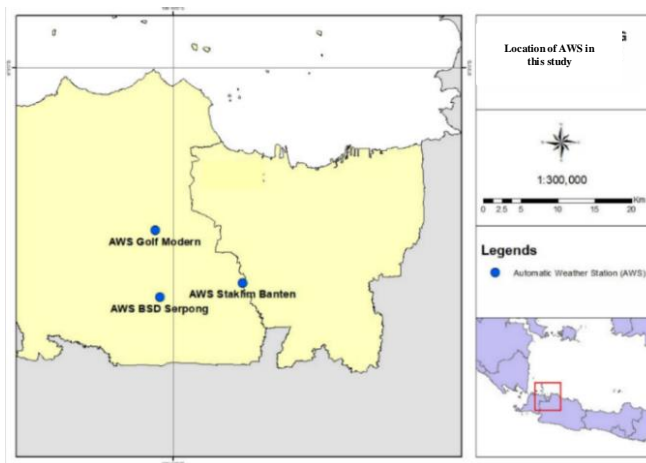 AWS Golf Modern
AWS Staklim Banten
AWS BSD Serpong
Location of AWS in
this study
1:300,000
Km
0 2.5 5 10 15 20
Legends
Automatic Weather Station (AWS)